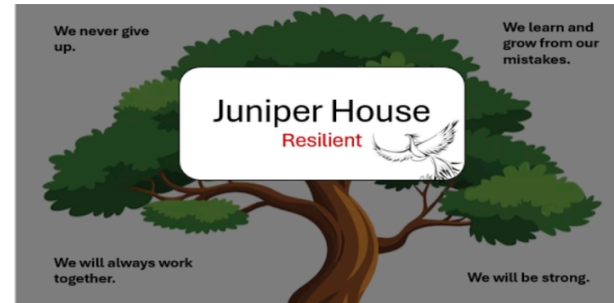 We never give
up.
We learn and
grow from our
mistakes.
Juniper House
Resilient
We will always work
together.
We will be strong.